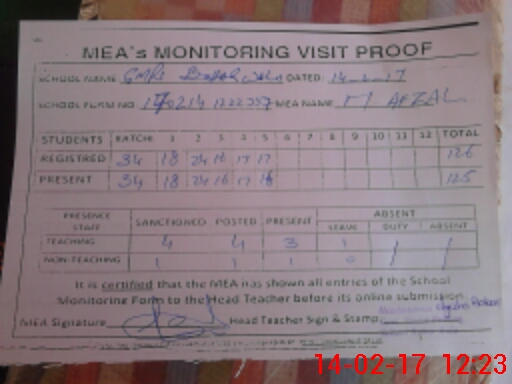 MEA's MONITORING VISIT PROOF
SCHOOL NAME GMPS DATED: 14-2-17
SCHOOL FORM NO MEA NAME M AFZAL
STUDENTS KATCHI 1 2 3 4 5 6 7 8 9 10 11 12 TOTAL
REGISTRED 34 18 24 16 17 17 126
PRESENT 34 18 24 16 17 16 125
PRESENCE STAFF SANCTIONED POSTED PRESENT ABSENT
LEAVE DUTY ABSENT
TEACHING 4 4 3 1 / /
NON-TEACHING 1 1 1 0 / /
It is certified that the MEA has shown all entries of the School
Monitoring Form to the Head Teacher before its online submission.
MEA Signature Head Teacher Sign & Stamp
14-02-17 12:23